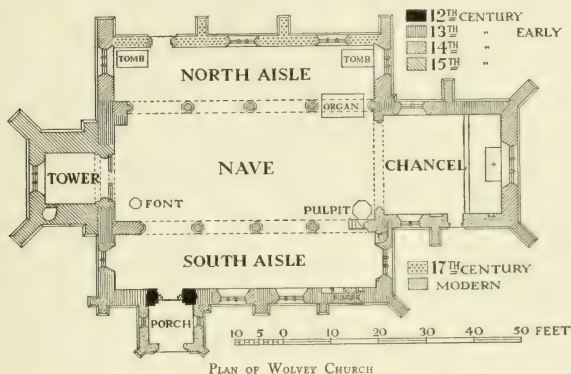 12TH CENTURY
13TH " EARLY
14TH "
15TH "
TOMB
TOMB
NORTH AISLE
ORGAN
TOWER
NAVE
CHANCEL
FONT
PULPIT
SOUTH AISLE
17TH CENTURY
MODERN
PORCH
10 5 0 10 20 30 40 50 FEET
PLAN OF WOLVEY CHURCH